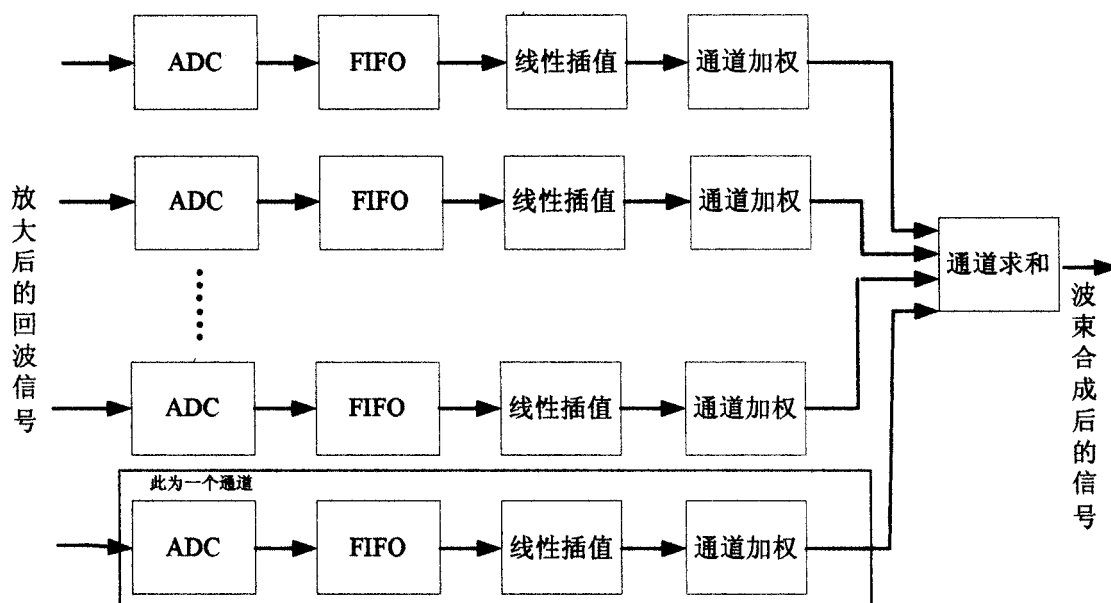 ADC FIFO 线性插值 通道加权
ADC FIFO 线性插值 通道加权
放大后的回波信号
通道求和
波束合成后的信号
ADC FIFO 线性插值 通道加权
此为一个通道
ADC FIFO 线性插值 通道加权